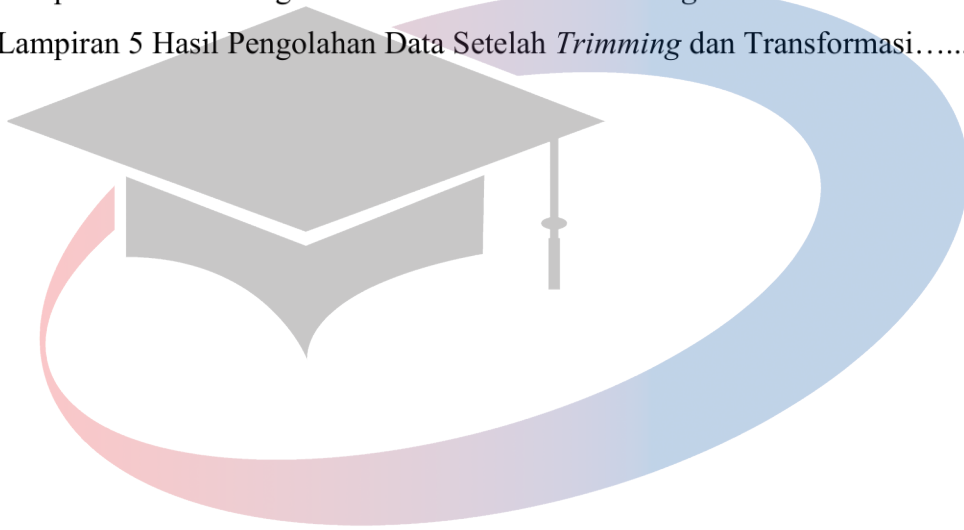 Lampiran 5 Hasil Pengolahan Data Setelah Trimming dan Transformasi…..